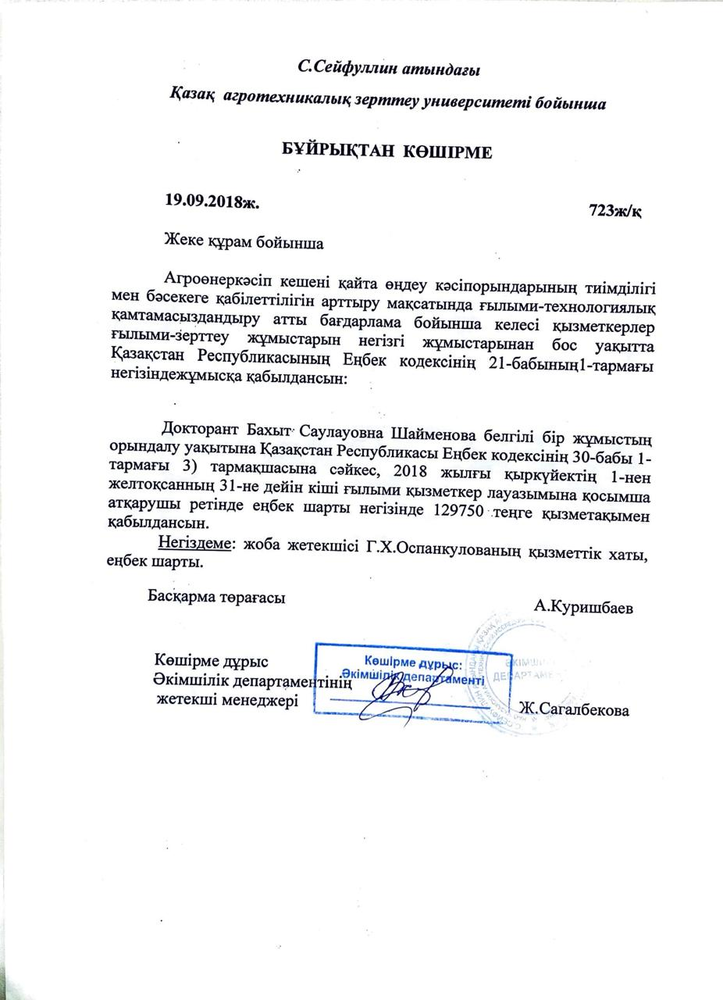 С.Сейфуллин атындағы
Қазақ агротехникалық зерттеу университеті бойынша
БҰЙРЫҚТАН КӨШІРМЕ
19.09.2018ж.
723ж/қ
Жеке құрам бойынша
Агроөнеркәсіп кешені қайта өңдеу кәсіпорындарының тиімділігі
мен бәсекеге қабілеттілігін арттыру мақсатында ғылыми-технологиялық
қамтамасыздандыру атты бағдарлама бойынша келесі қызметкерлер
ғылыми-зерттеу жұмыстарын негізгі жұмыстарынан бос уақытта
Қазақстан Республикасының Еңбек кодексінің 21-бабының1-тармағы
негізіндежұмысқа қабылдансын:
Докторант Бахыт Саулауовна Шайменова белгілі бір жұмыстың
орындалу уақытына Қазақстан Республикасы Еңбек кодексінің 30-бабы 1-
тармағы 3) тармақшасына сәйкес, 2018 жылғы қыркүйектің 1-нен
желтоқсанның 31-не дейін кіші ғылыми қызметкер лауазымына қосымша
атқарушы ретінде еңбек шарты негізінде 129750 теңге қызметақымен
қабылдансын.
Негіздеме: жоба жетекшісі Г.Х.Оспанкулованың қызметтік хаты,
еңбек шарты.
Басқарма төрағасы
А.Куришбаев
Көшірме дұрыс
Әкімшілік департаментінің
жетекші менеджері
Көшірме дұрыс:
Әкімшілік департаменті
Ж.Сагалбекова